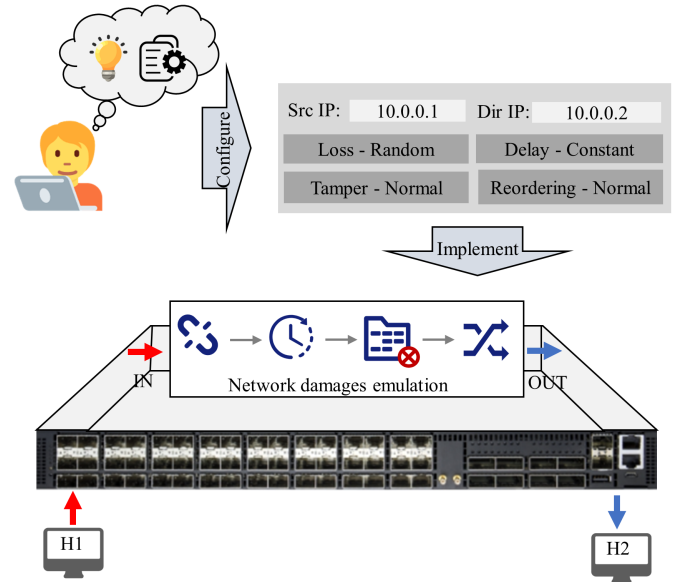 Configure
Src IP: 10.0.0.1 Dir IP: 10.0.0.2
Loss - Random Delay - Constant
Tamper - Normal Reordering - Normal
Implement
IN Network damages emulation OUT
H1 H2